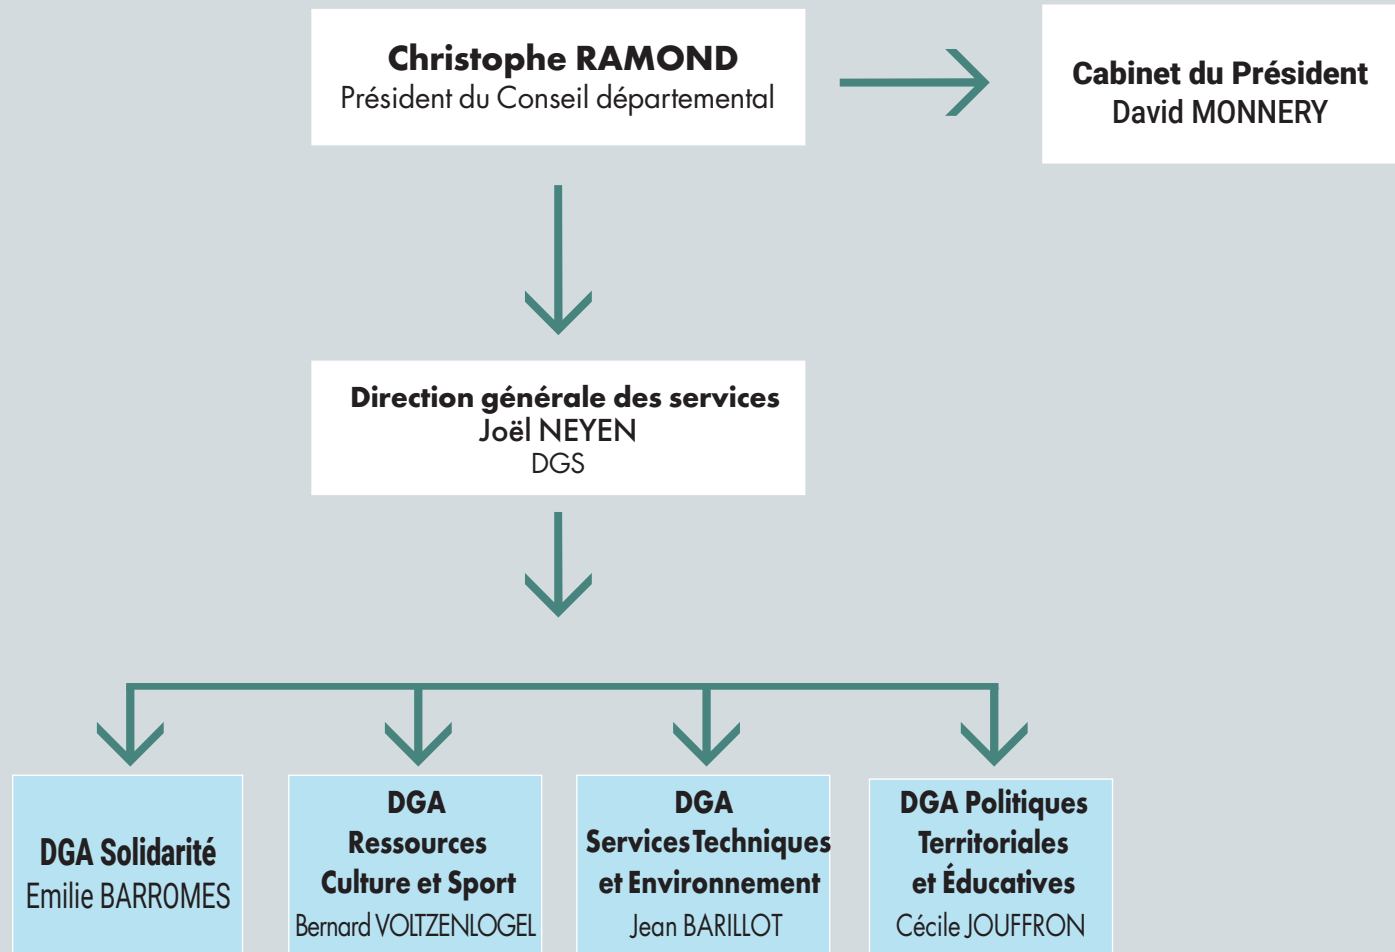 Christophe RAMOND
Président du Conseil départemental
Cabinet du Président
David MONNERY
Direction générale des services
Joël NEYEN
DGS
DGA Solidarité
Emilie BARROMES
DGA
Ressources
Culture et Sport
Bernard VOLTZENLOGEL
DGA
Services Techniques
et Environnement
Jean BARILLOT
DGA Politiques
Territoriales
et Éducatives
Cécile JOUFFRON